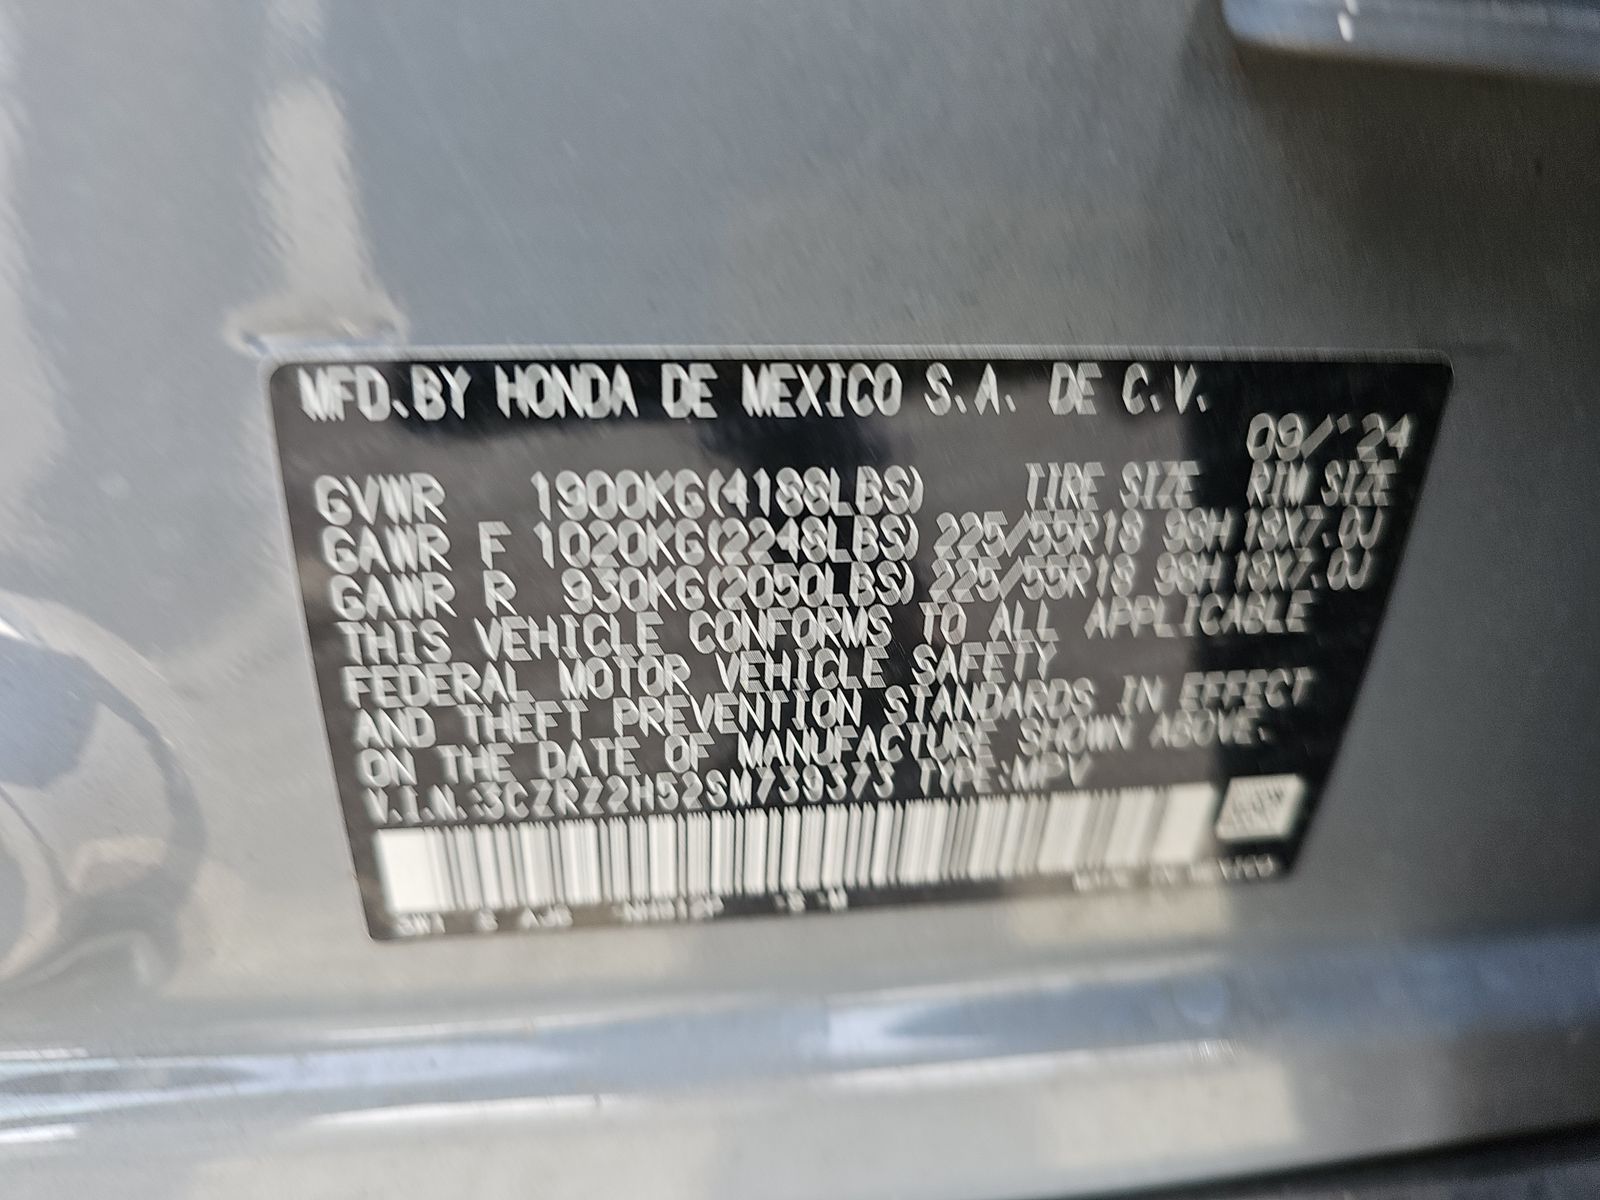 MFD. BY HONDA DE MEXICO S.A. DE C.V.
09/'24
GVWR 1900KG(4188LBS) TIRE SIZE RIM SIZE
GAWR F 1020KG(2248LBS) 225/55R18 98H 18X7.0J
GAWR R 930KG(2050LBS) 225/55R18 98H 18X7.0J
THIS VEHICLE CONFORMS TO ALL APPLICABLE
FEDERAL MOTOR VEHICLE SAFETY
AND THEFT PREVENTION STANDARDS IN EFFECT
ON THE DATE OF MANUFACTURE SHOWN ABOVE.
V.I.N.:3CZRZ2H52SM739373 TYPE:MPV
MADE IN MEXICO